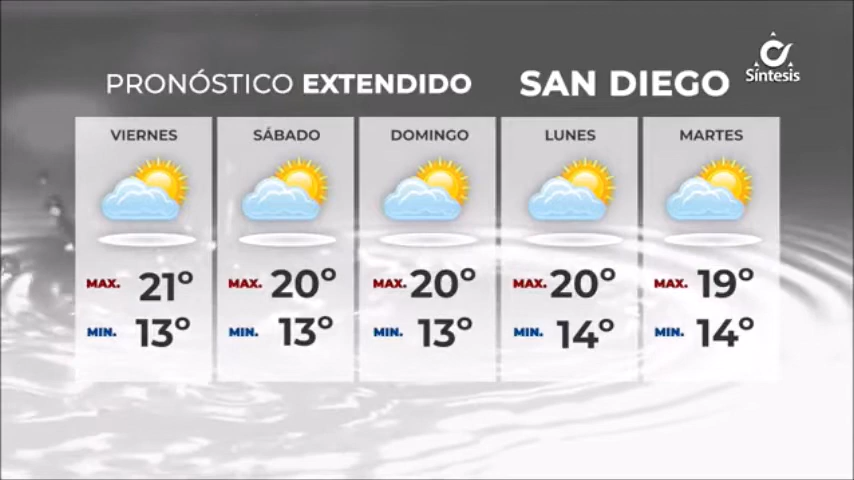 PRONÓSTICO EXTENDIDO SAN DIEGO
Síntesis
VIERNES SÁBADO DOMINGO LUNES MARTES
MAX. 21° MAX. 20° MAX. 20° MAX. 20° MAX. 19°
MIN. 13° MIN. 13° MIN. 13° MIN. 14° MIN. 14°